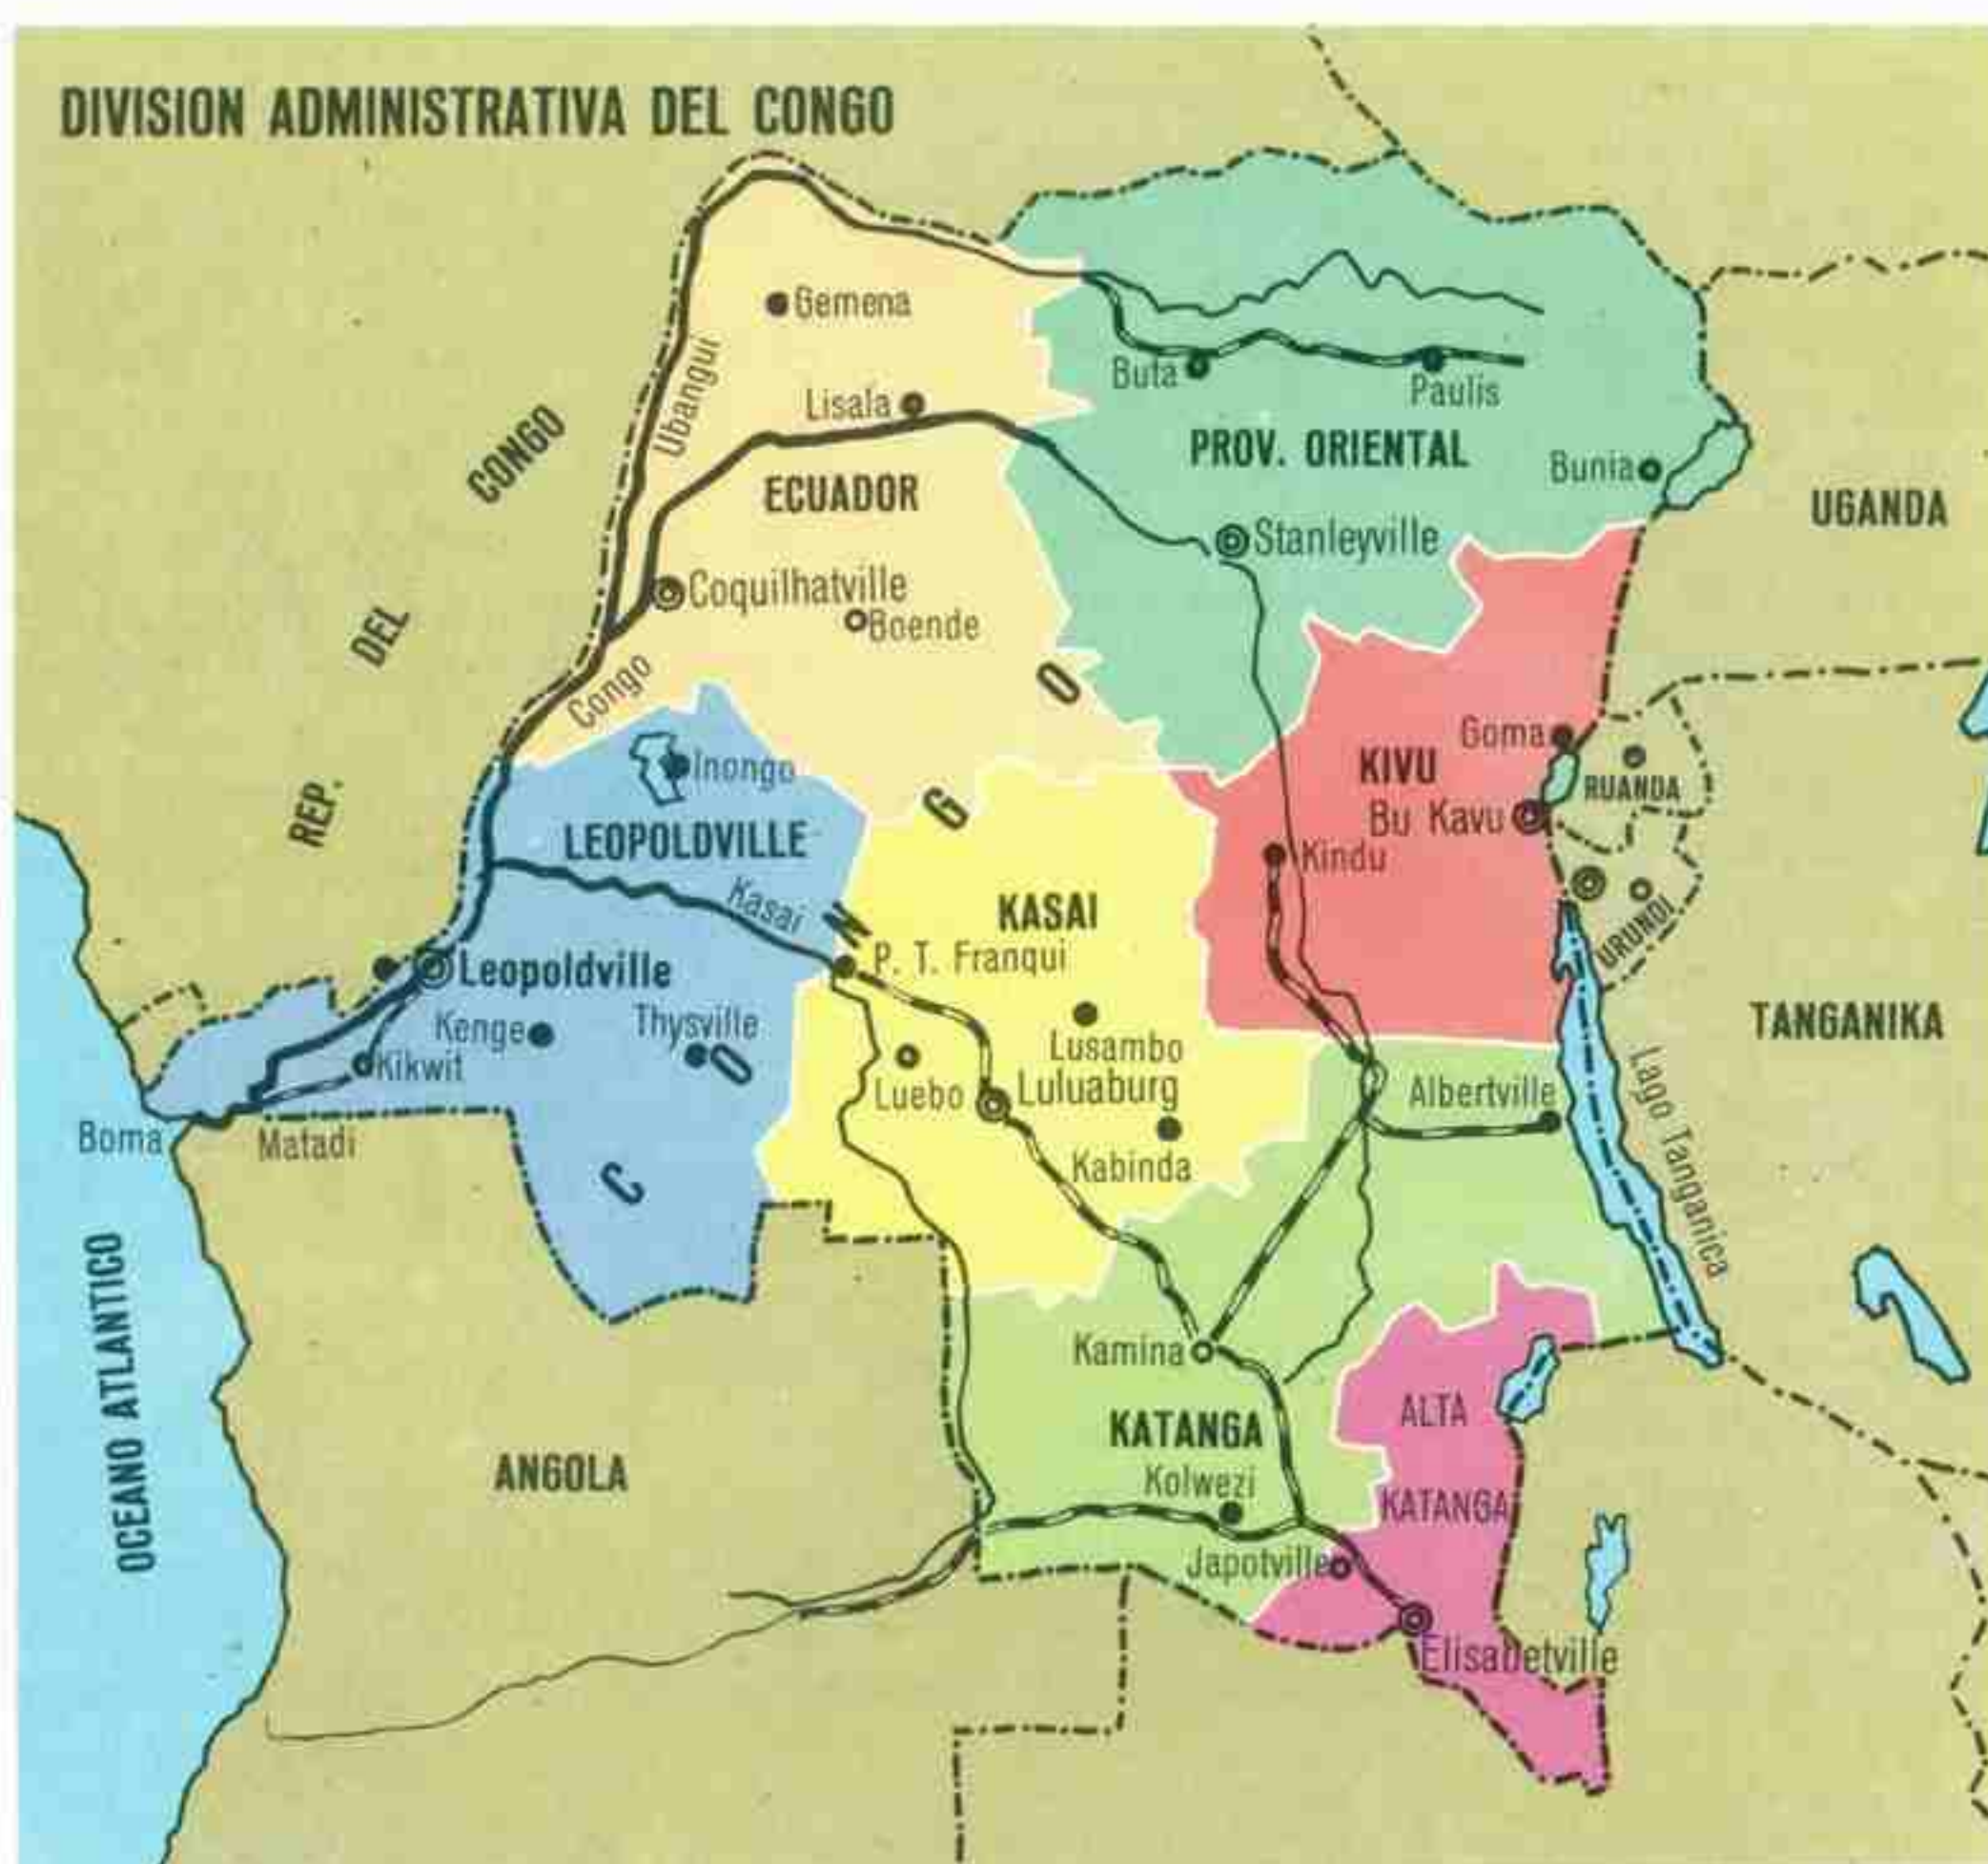 DIVISION ADMINISTRATIVA DEL CONGO
REP. DEL CONGO
Gemena
Ubangui
Lisala
ECUADOR
Coquilhatville
Boende
Congo
Buta
Paulis
PROV. ORIENTAL
Bunia
Stanleyville
UGANDA
Inongo
LEOPOLDVILLE
Kasai
Leopoldville
Kenge
Thysville
Kikwit
Boma
Matadi
CONGO
KASAI
P. T. Franqui
Lusambo
Luebo
Luluaburg
Kabinda
KIVU
Goma
Bu Kavu
Kindu
RUANDA
URUNDI
TANGANIKA
Albertville
Lago Tanganica
OCEANO ATLANTICO
ANGOLA
Kamina
KATANGA
Kolwezi
Japotville
ALTA
KATANGA
Elisabetville